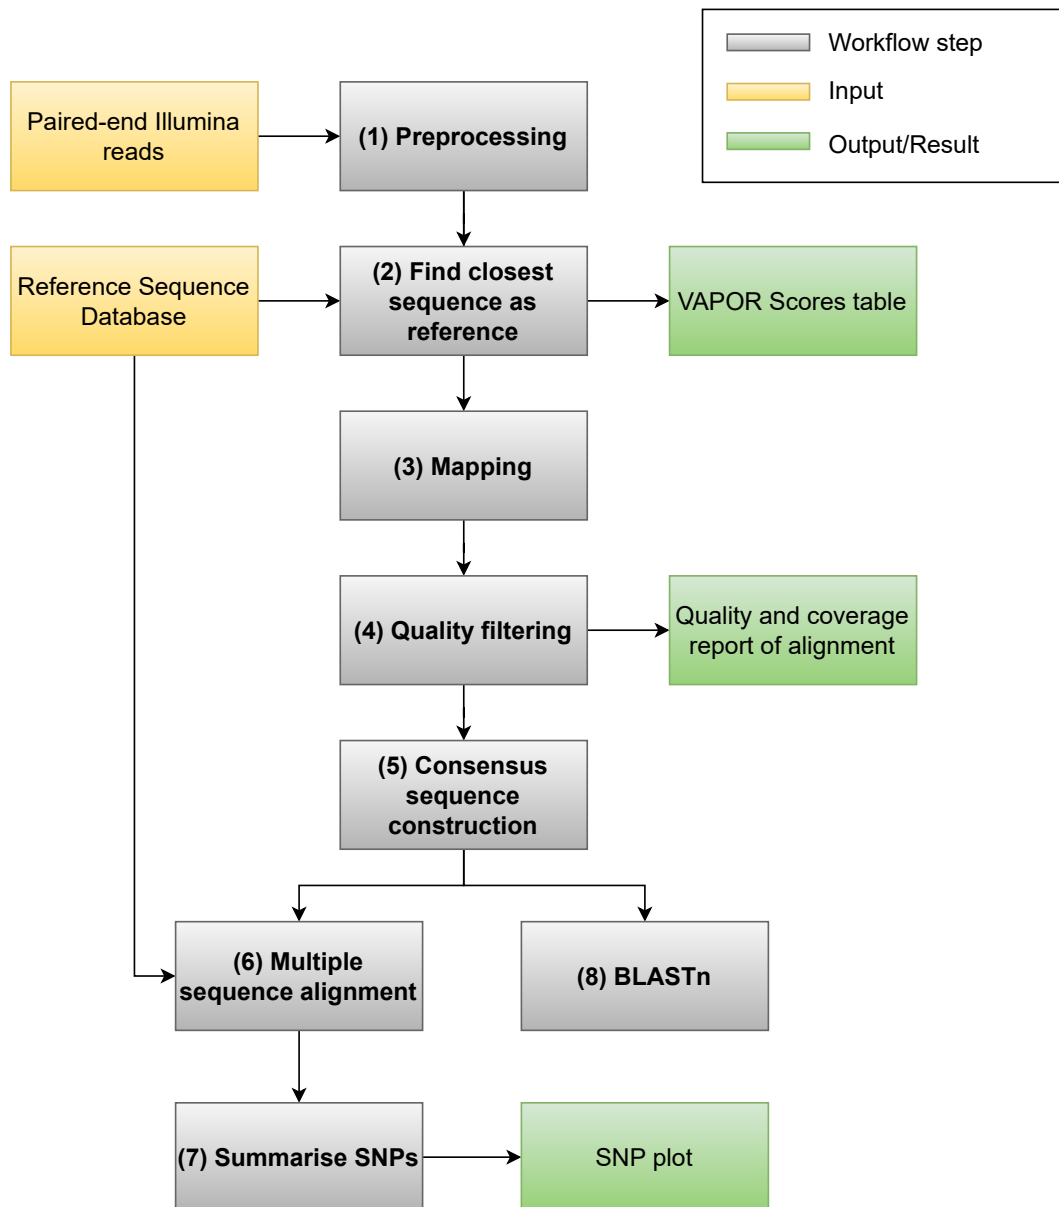 Workflow step
Input
Output/Result
Paired-end Illumina
reads
(1) Preprocessing
Reference Sequence
Database
(2) Find closest
sequence as
reference
VAPOR Scores table
(3) Mapping
(4) Quality filtering
Quality and coverage
report of alignment
(5) Consensus
sequence
construction
(6) Multiple
sequence alignment
(8) BLASTn
(7) Summarise SNPs
SNP plot